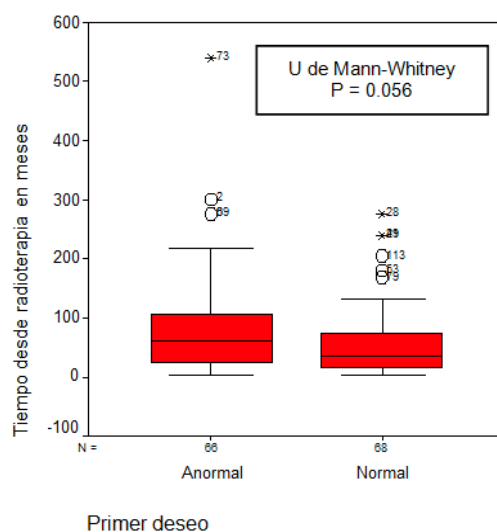 600
500
400
300
200
100
0
-100
Tiempo desde radioterapia en meses
U de Mann-Whitney
P = 0.056
73
2
28
113
N = 66 68
Anormal Normal
Primer deseo